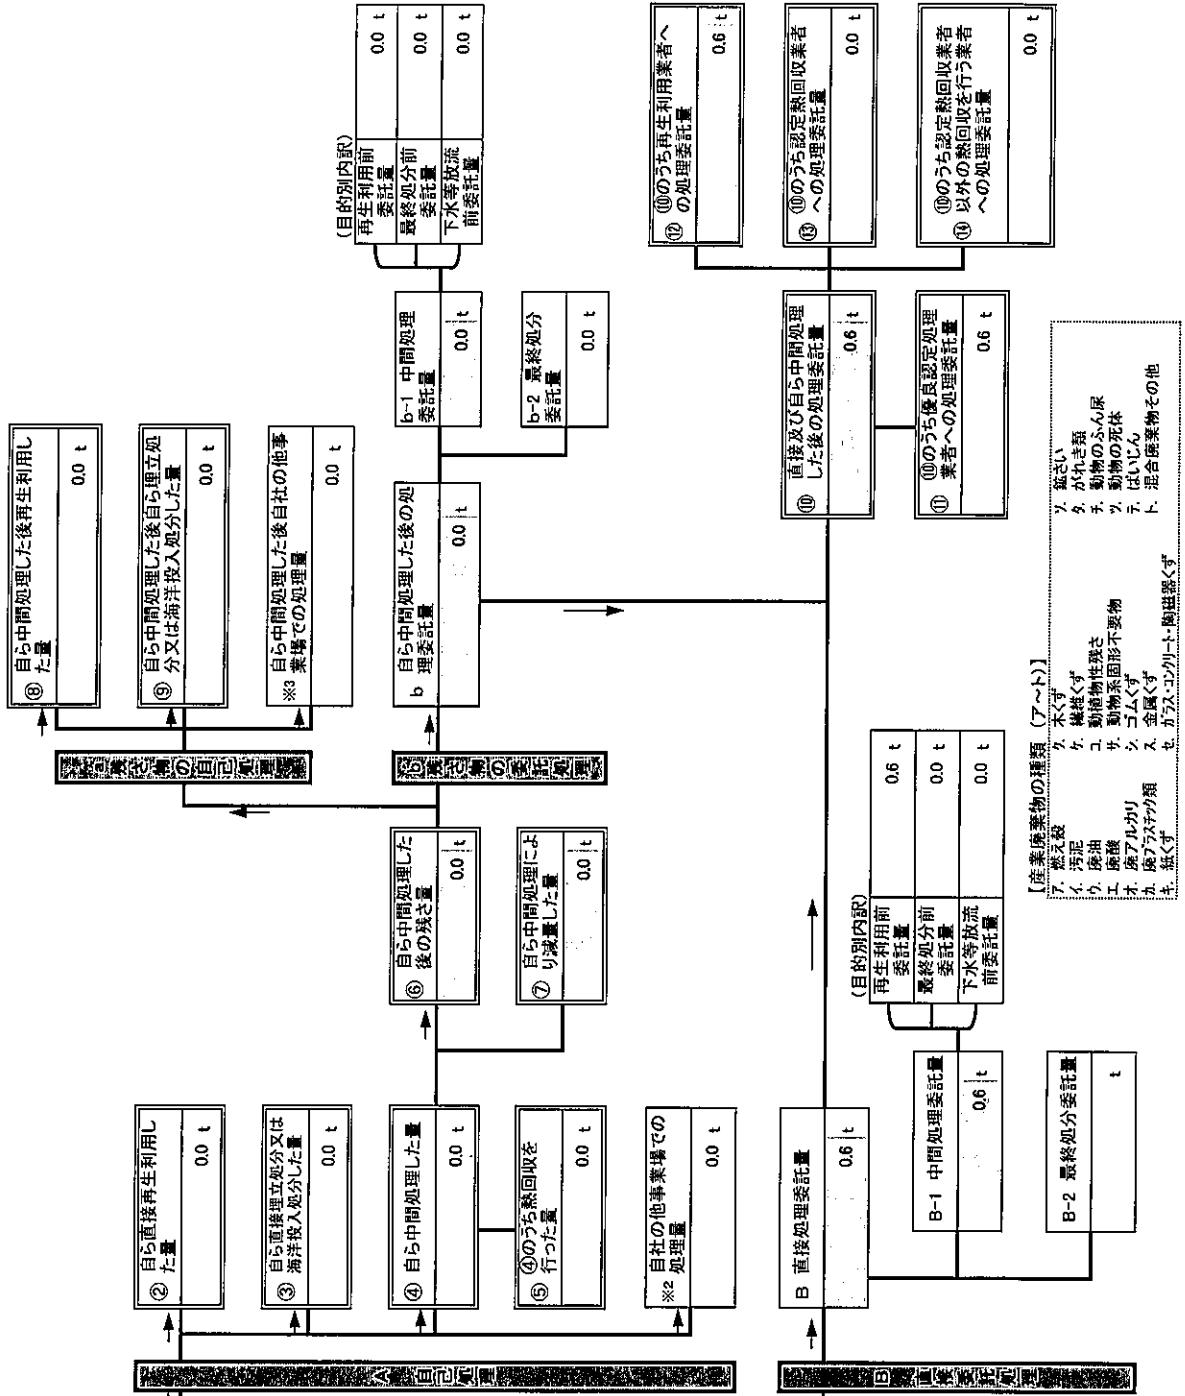 A 自己処理
② 自ら直接再生利用し
た量
0.0 t
③ 自ら直接埋立処分又は
海洋投入処分した量
0.0 t
④ 自ら中間処理した量
0.0 t
⑤ ④のうち熱回収を
行った量
0.0 t
※2 自社の他事業場での
処理量
0.0 t
⑥ 自ら中間処理した
後の残さ量
0.0 t
⑦ 自ら中間処理によ
り減量した量
0.0 t
a 残さ物の自己処理
⑧ 自ら中間処理した後再生利用し
た量
0.0 t
⑨ 自ら中間処理した後自ら埋立処
分又は海洋投入処分した量
0.0 t
※3 自ら中間処理した後自社の他事
業場での処理量
0.0 t
b 残さ物の委託処理
b 自ら中間処理した後の処
理委託量
0.0 t
b-1 中間処理
委託量
0.0 t
b-2 最終処分
委託量
0.0 t
(目的別内訳)
再生利用前
委託量
0.0 t
最終処分前
委託量
0.0 t
下水等放流
前委託量
0.0 t
B 直接委託処理
B 直接処理委託量
0.6 t
B-1 中間処理委託量
0.6 t
B-2 最終処分委託量
t
(目的別内訳)
再生利用前
委託量
0.6 t
最終処分前
委託量
0.0 t
下水等放流
前委託量
0.0 t
⑩ 直接及び自ら中間処理
した後の処理委託量
0.6 t
⑪ ⑩のうち優良認定処理
業者への処理委託量
0.6 t
⑫ ⑩のうち再生利用業者へ
の処理委託量
0.6 t
⑬ ⑩のうち認定熱回収業者
への処理委託量
0.0 t
⑭ ⑩のうち認定熱回収業者
以外の熱回収を行う業者
への処理委託量
0.0 t
【産業廃棄物の種類 (ア~ト)】
ア. 燃え殻
イ. 汚泥
ウ. 廃油
エ. 廃酸
オ. 廃アルカリ
カ. 廃プラスチック類
キ. 紙くず
ク. 木くず
ケ. 繊維くず
コ. 動植物性残さ
サ. 動物系固形不要物
シ. ゴムくず
ス. 金属くず
セ. ガラス・コンクリート・陶磁器くず
ソ. 鉱さい
タ. がれき類
チ. 動物のふん尿
ツ. 動物の死体
テ. ばいじん
ト. 混合廃棄物その他